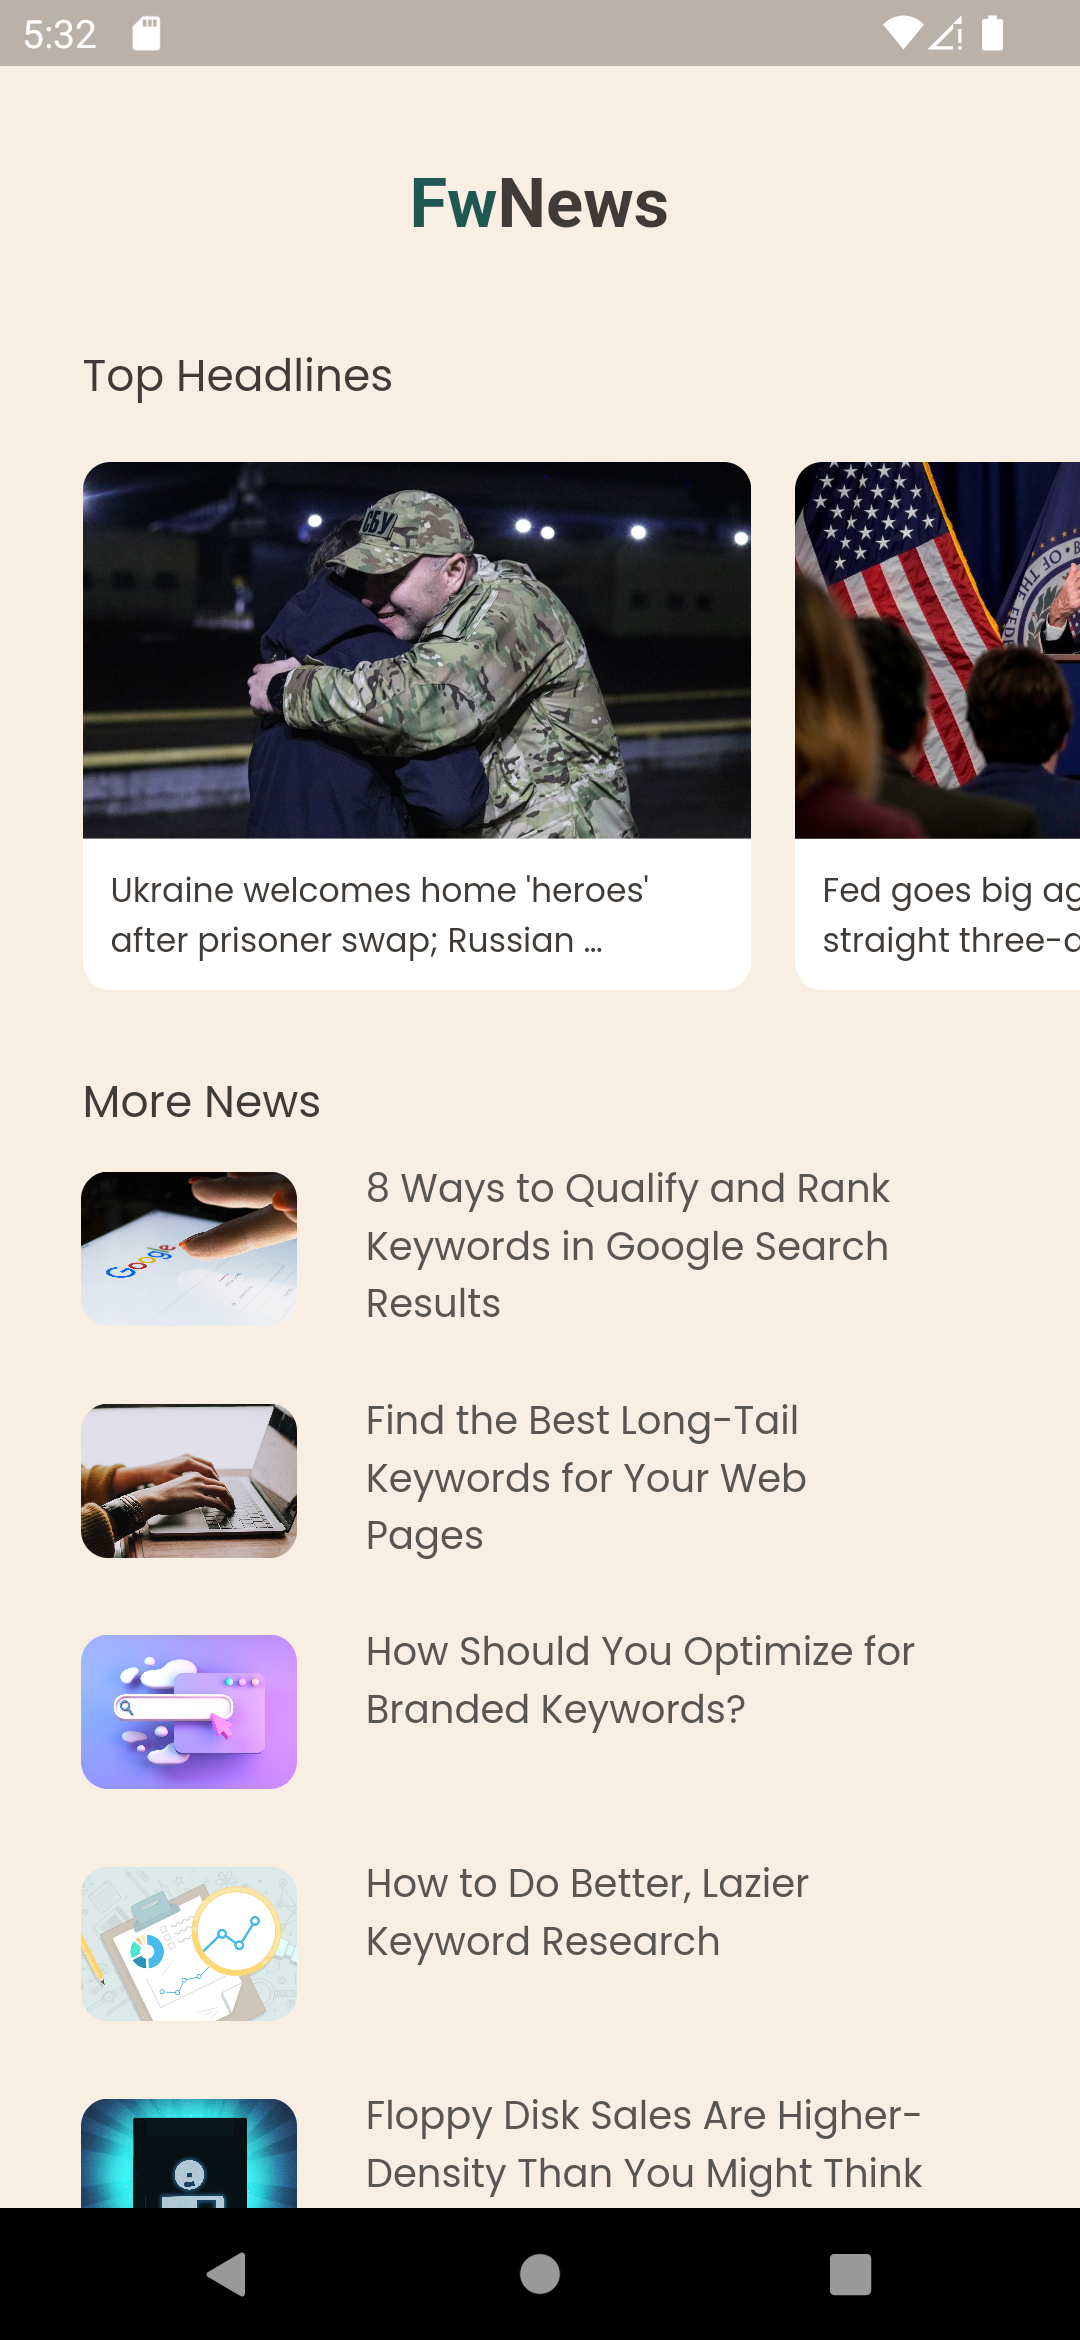 5:32
FwNews
Top Headlines
СБУ
Ukraine welcomes home 'heroes'
after prisoner swap; Russian ...
Fed goes big ag
straight three-
More News
Google
8 Ways to Qualify and Rank
Keywords in Google Search
Results
Find the Best Long-Tail
Keywords for Your Web
Pages
How Should You Optimize for
Branded Keywords?
How to Do Better, Lazier
Keyword Research
Floppy Disk Sales Are Higher-
Density Than You Might Think